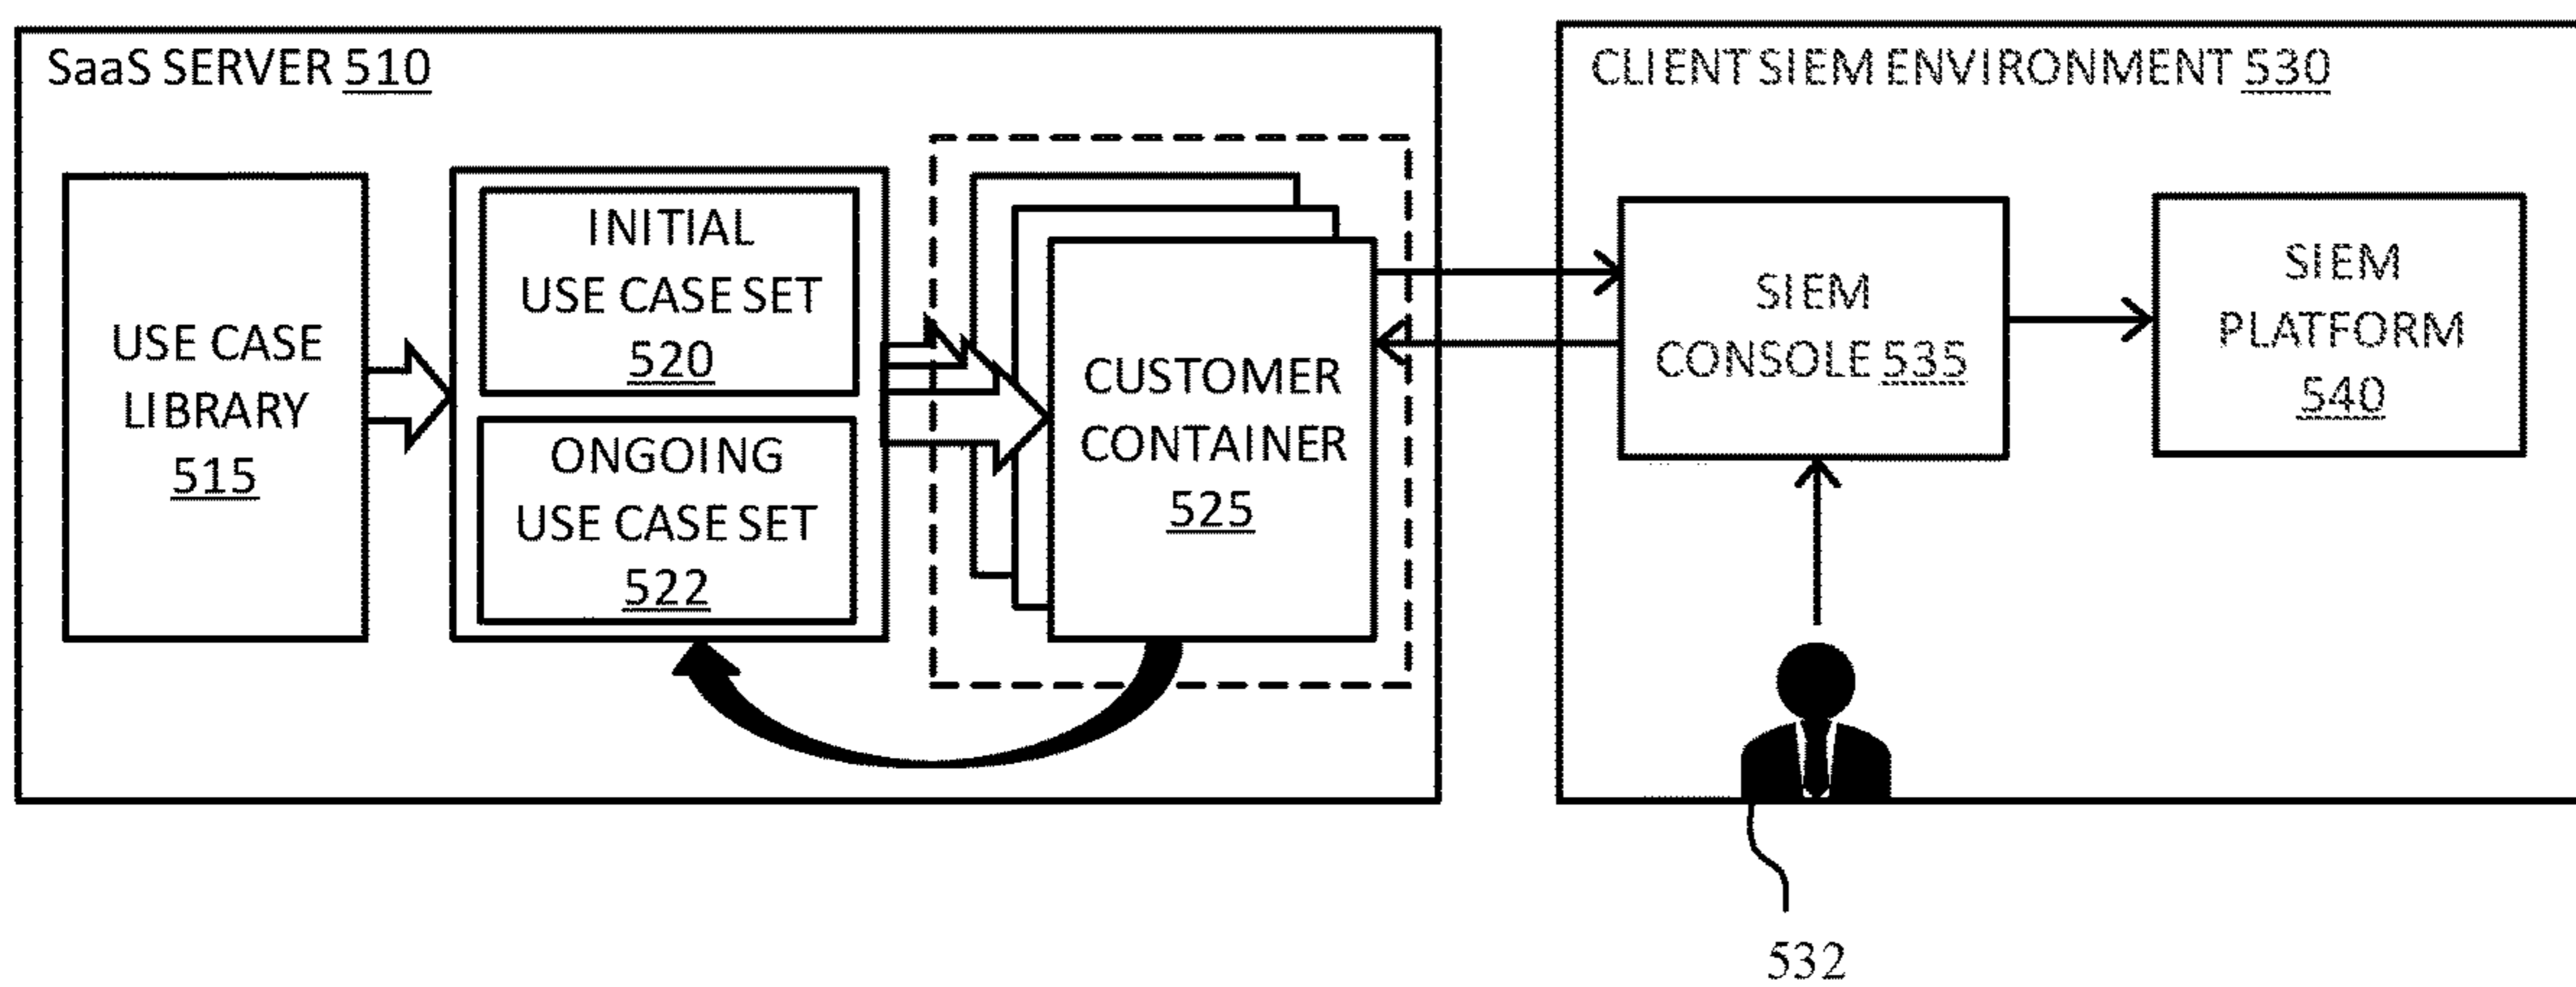 SaaS SERVER 510
USE CASE
LIBRARY
515
INITIAL
USE CASE SET
520
ONGOING
USE CASE SET
522
CUSTOMER
CONTAINER
525
CLIENT SIEM ENVIRONMENT 530
SIEM
CONSOLE 535
SIEM
PLATFORM
540
532